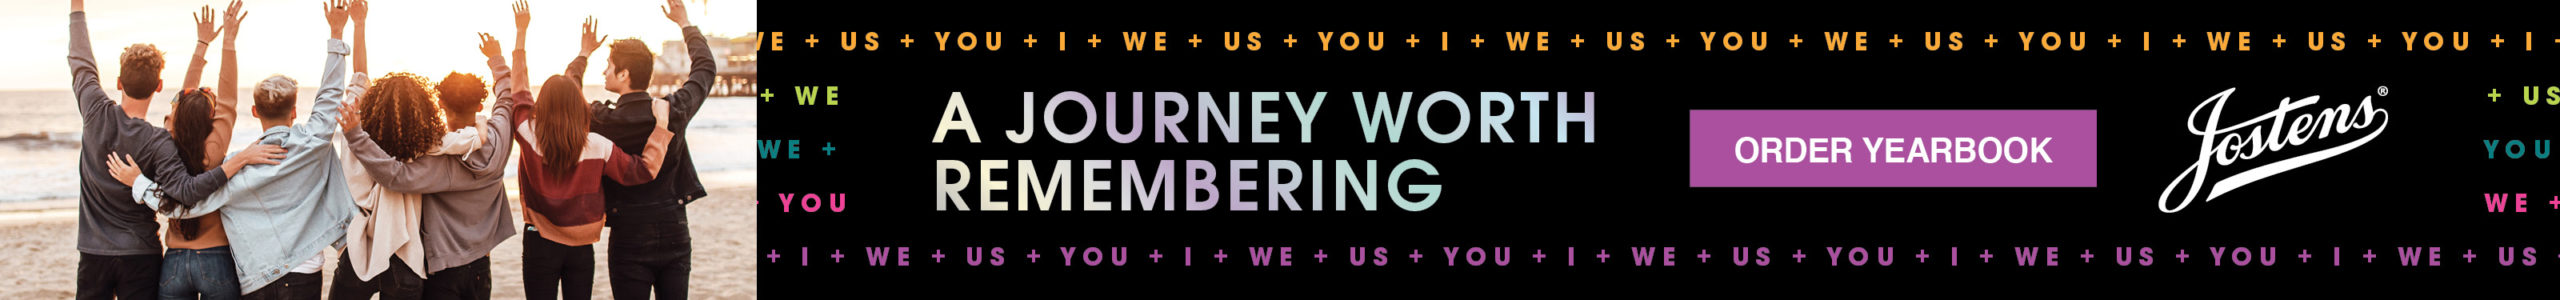 WE + US + YOU + I + WE + US + YOU + I + WE + US + YOU + WE + US + YOU + I + WE + US + YOU + I +
+ WE
WE +
YOU
A JOURNEY WORTH
REMEMBERING
ORDER YEARBOOK
Jostens®
+ US
YOU
WE +
+ I + WE + US + YOU + I + WE + US + YOU + I + WE + US + YOU + I + WE + US + YOU + I + WE + US